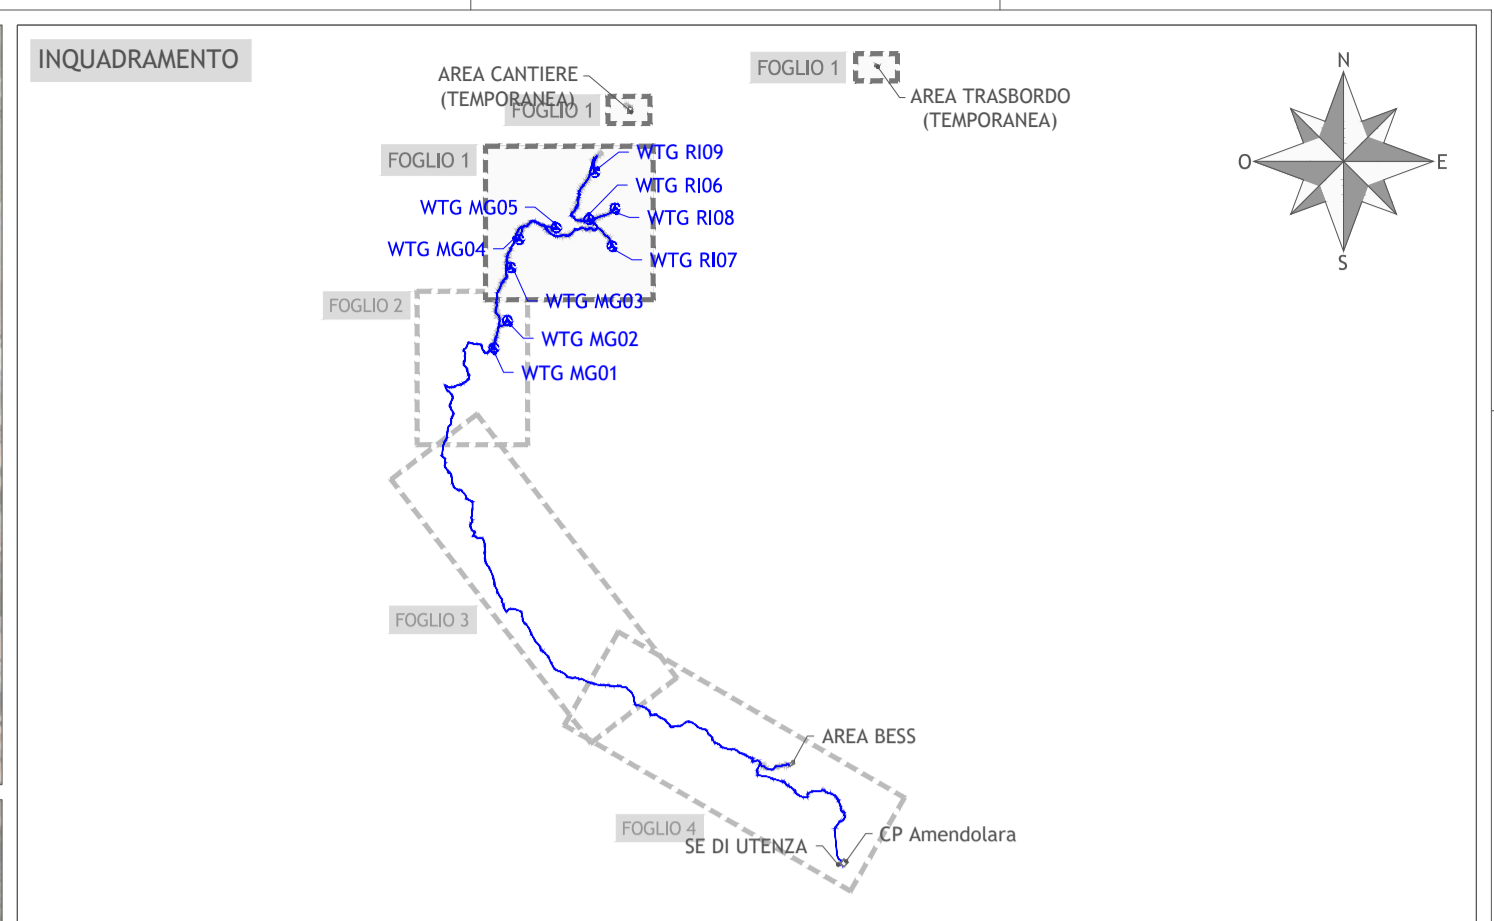 INQUADRAMENTO
AREA CANTIERE
(TEMPORANEA)
FOGLIO 1
FOGLIO 1
AREA TRASBORDO
(TEMPORANEA)
N
O
E
S
FOGLIO 1
WTG RI09
WTG RI06
WTG MG05
WTG RI08
WTG MG04
WTG RI07
FOGLIO 2
WTG MG03
WTG MG02
WTG MG01
FOGLIO 3
AREA BESS
FOGLIO 4
CP Amendolara
SE DI UTENZA